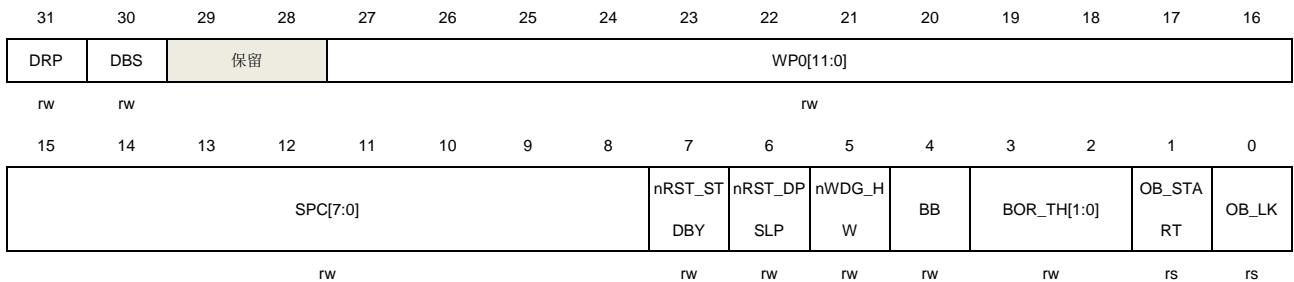 31 30 29 28 27 26 25 24 23 22 21 20 19 18 17 16
DRP DBS 保留 WP0[11:0]
rw rw rw
15 14 13 12 11 10 9 8 7 6 5 4 3 2 1 0
SPC[7:0] nRST_ST nRST_DP nWDG_H BB BOR_TH[1:0] OB_STA OB_LK
DBY SLP W RT
rw rw rw rw rw rw rs rs